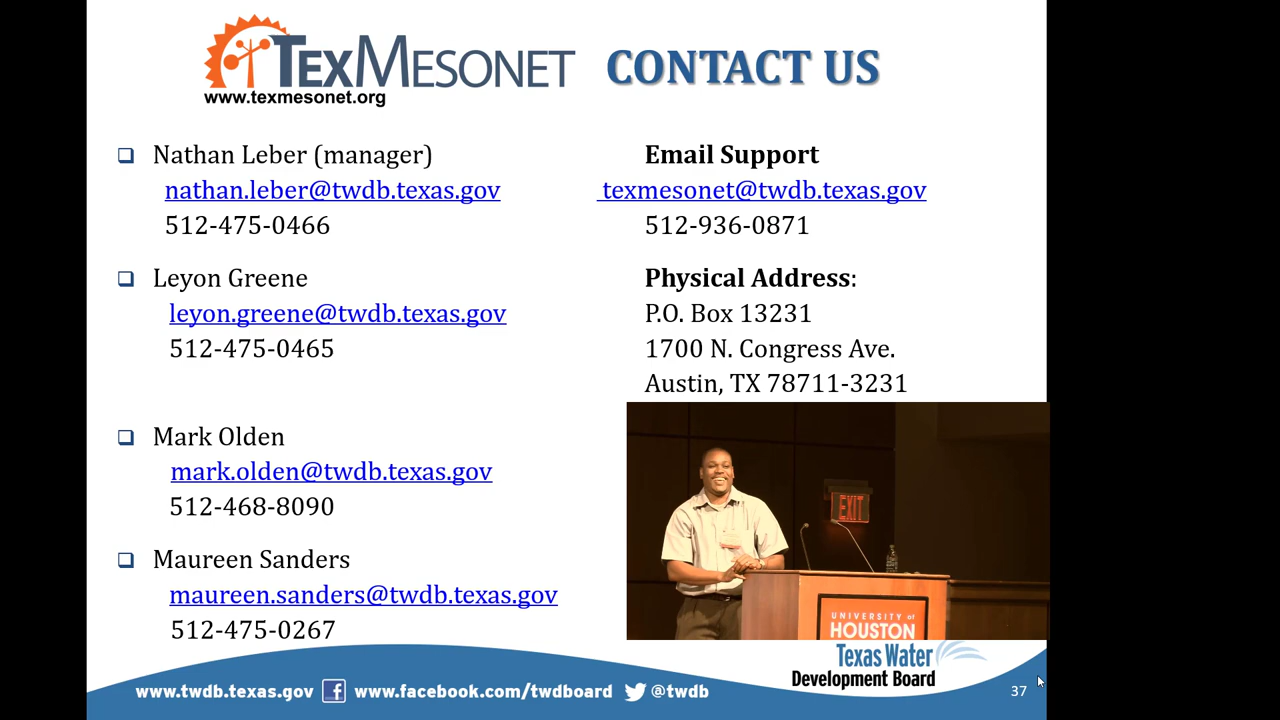 TEXMESONET
www.texmesonet.org
CONTACT US
Nathan Leber (manager)
nathan.leber@twdb.texas.gov
512-475-0466
Leyon Greene
leyon.greene@twdb.texas.gov
512-475-0465
Mark Olden
mark.olden@twdb.texas.gov
512-468-8090
Maureen Sanders
maureen.sanders@twdb.texas.gov
512-475-0267
Email Support
texmesonet@twdb.texas.gov
512-936-0871
Physical Address:
P.O. Box 13231
1700 N. Congress Ave.
Austin, TX 78711-3231
EXIT
UNIVERSITY of
HOUSTON
Texas Water
Development Board
www.twdb.texas.gov
www.facebook.com/twdboard
@twdb
37